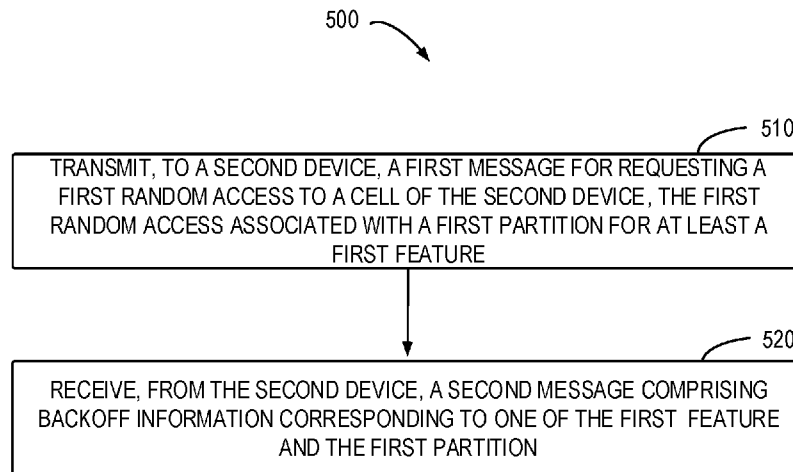 500
510
TRANSMIT, TO A SECOND DEVICE, A FIRST MESSAGE FOR REQUESTING A
FIRST RANDOM ACCESS TO A CELL OF THE SECOND DEVICE, THE FIRST
RANDOM ACCESS ASSOCIATED WITH A FIRST PARTITION FOR AT LEAST A
FIRST FEATURE
520
RECEIVE, FROM THE SECOND DEVICE, A SECOND MESSAGE COMPRISING
BACKOFF INFORMATION CORRESPONDING TO ONE OF THE FIRST FEATURE
AND THE FIRST PARTITION